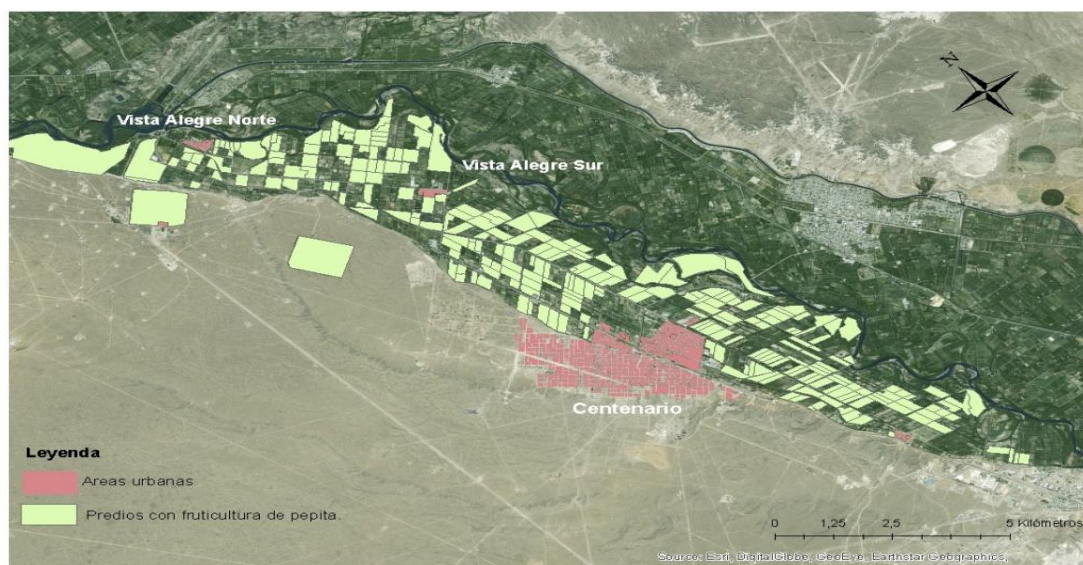 N
Vista Alegre Norte
Vista Alegre Sur
Centenario
Leyenda
Areas urbanas
Predios con fruticultura de pepita.
0 1,25 2,5 5 Kilómetros
Source: Esri, DigitalGlobe, GeoEye, Earthstar Geographics,